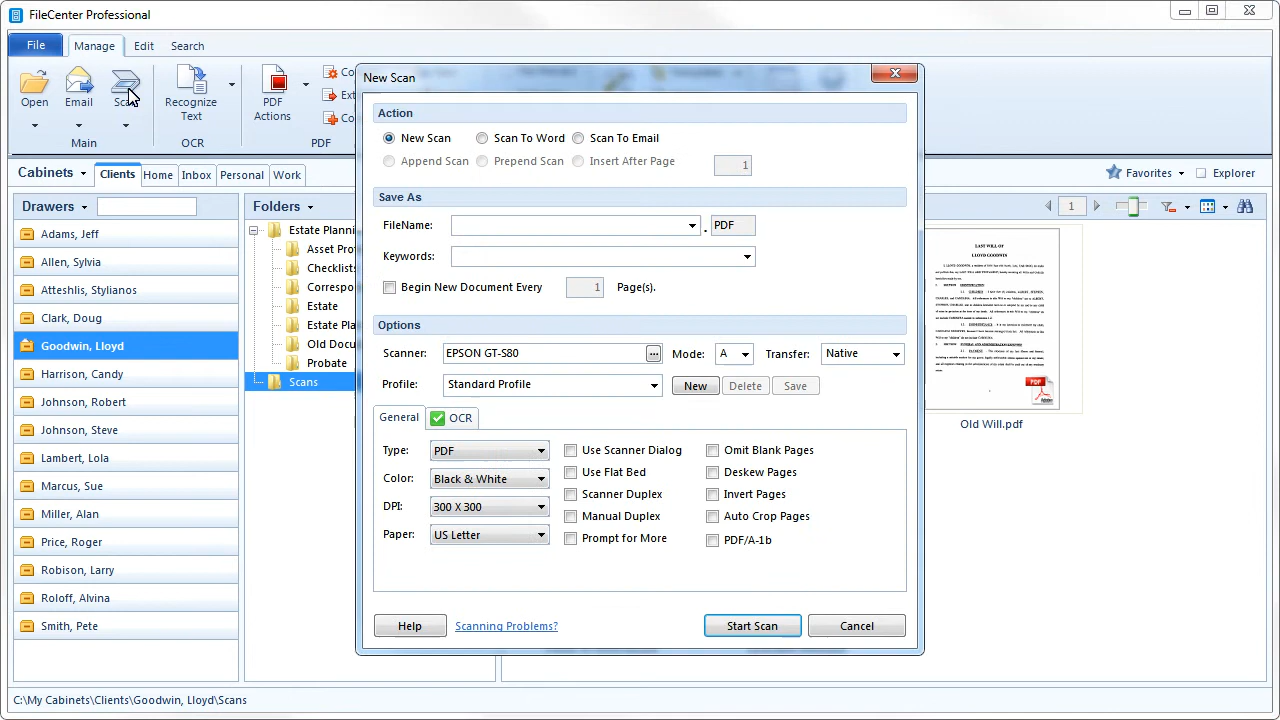 FileCenter Professional
File Manage Edit Search
Open Email Recognize Text PDF Actions
Main OCR PDF
Cabinets Clients Home Inbox Personal Work Favorites Explorer
Drawers Folders 1
Adams, Jeff
Allen, Sylvia
Atteshlis, Stylianos
Clark, Doug
Goodwin, Lloyd
Harison, Candy
Johnson, Robert
Johnson, Steve
Lambert, Lola
Marcus, Sue
Miller, Alan
Price, Roger
Robison, Larry
Roloff, Alvina
Smith, Pete
Estate Planni
Asset Pro
Checklist
Correspo
Estate Pla
Old Docu
Probate
Scans
New Scan
Action
New Scan Scan To Word Scan To Email
Append Scan Prepend Scan Insert After Page 1
Save As
FileName: . PDF
Keywords:
Begin New Document Every 1 Page(s).
Options
Scanner: Mode: A Transfer: Native
Profile: Standard Profile New Delete Save
General OCR
Type: PDF Use Scanner Dialog Omit Blank Pages
Color: Black & White Use Flat Bed Deskew Pages
DPI: 300 X 300 Scanner Duplex Invert Pages
Paper: US Letter Manual Duplex Auto Crop Pages
Prompt for More PDF/A-1b
Help Scanning Problems? Start Scan Cancel
LAST WILL OF
LLOYD GOODWIN
PDF
Old Will.pdf
C:\My Cabinets\Clients\Goodwin, Lloyd\Scans